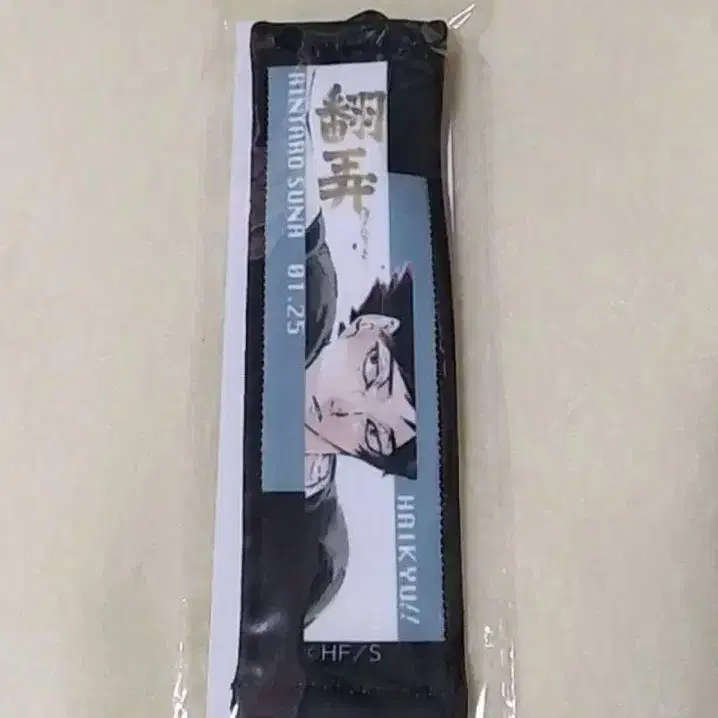 翻弄
RINTARO SUNA 01.25
HAIKYU!!
©HF/S